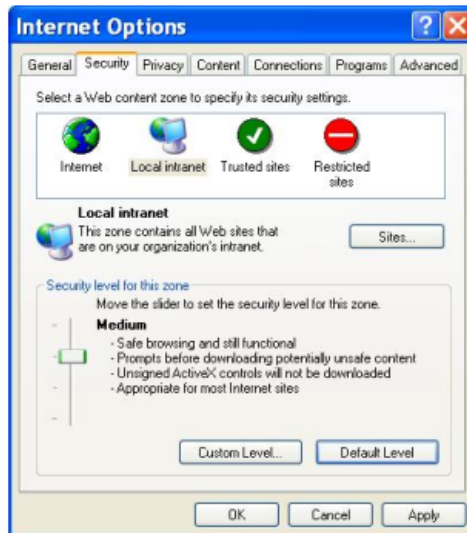 Internet Options
General Security Privacy Content Connections Programs Advanced
Select a Web content zone to specify its security settings.
Internet Local intranet Trusted sites Restricted sites
Local intranet
This zone contains all Web sites that
are on your organization's intranet.
Sites...
Security level for this zone
Move the slider to set the security level for this zone.
Medium
- Safe browsing and still functional
- Prompts before downloading potentially unsafe content
- Unsigned ActiveX controls will not be downloaded
- Appropriate for most Internet sites
Custom Level... Default Level
OK Cancel Apply